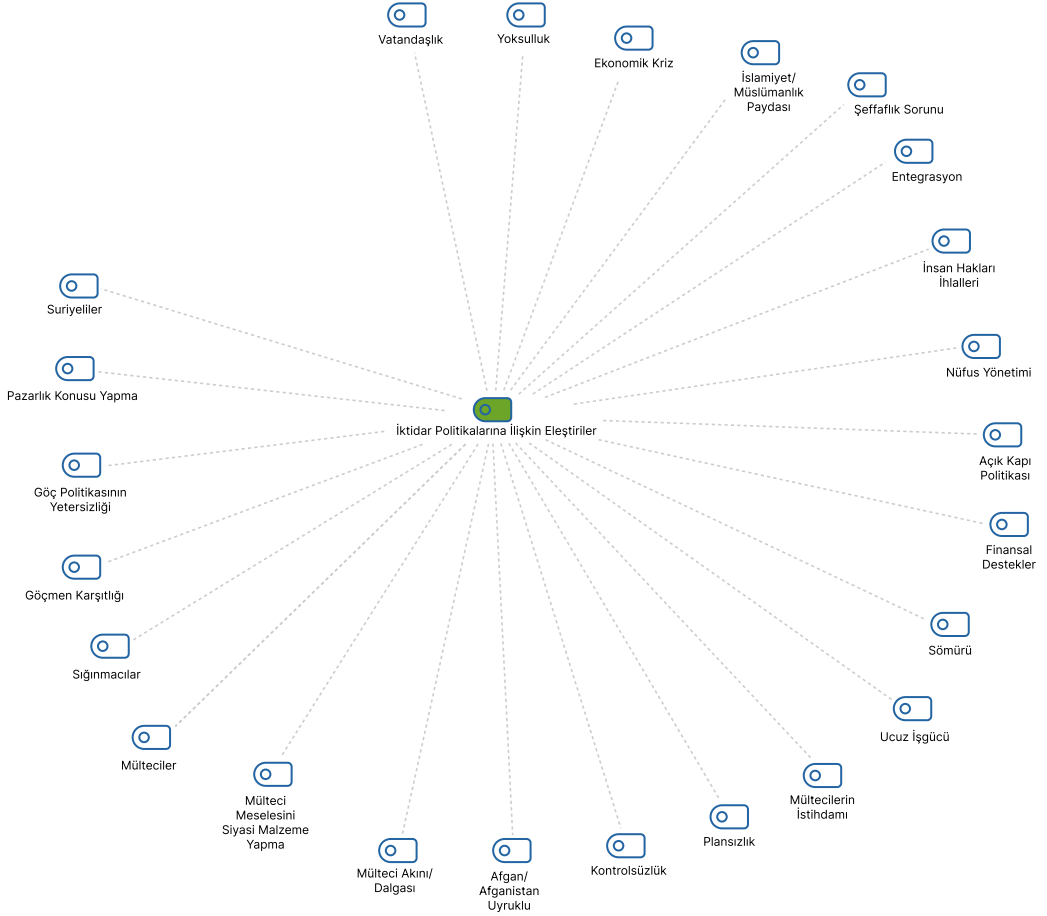 Vatandaşlık
Yoksulluk
Ekonomik Kriz
İslamiyet/
Müslümanlık
Paydası
Şeffaflık Sorunu
Entegrasyon
İnsan Hakları
İhlalleri
Suriyeliler
Nüfus Yönetimi
Pazarlık Konusu Yapma
İktidar Politikalarına İlişkin Eleştiriler
Açık Kapı
Politikası
Göç Politikasının
Yetersizliği
Finansal
Destekler
Göçmen Karşıtlığı
Sömürü
Sığınmacılar
Ucuz İşgücü
Mülteciler
Mülteci
Meselesini
Siyasi Malzeme
Yapma
Mültecilerin
İstihdamı
Plansızlık
Kontrolsüzlük
Mülteci Akını/
Dalgası
Afgan/
Afganistan
Uyruklu